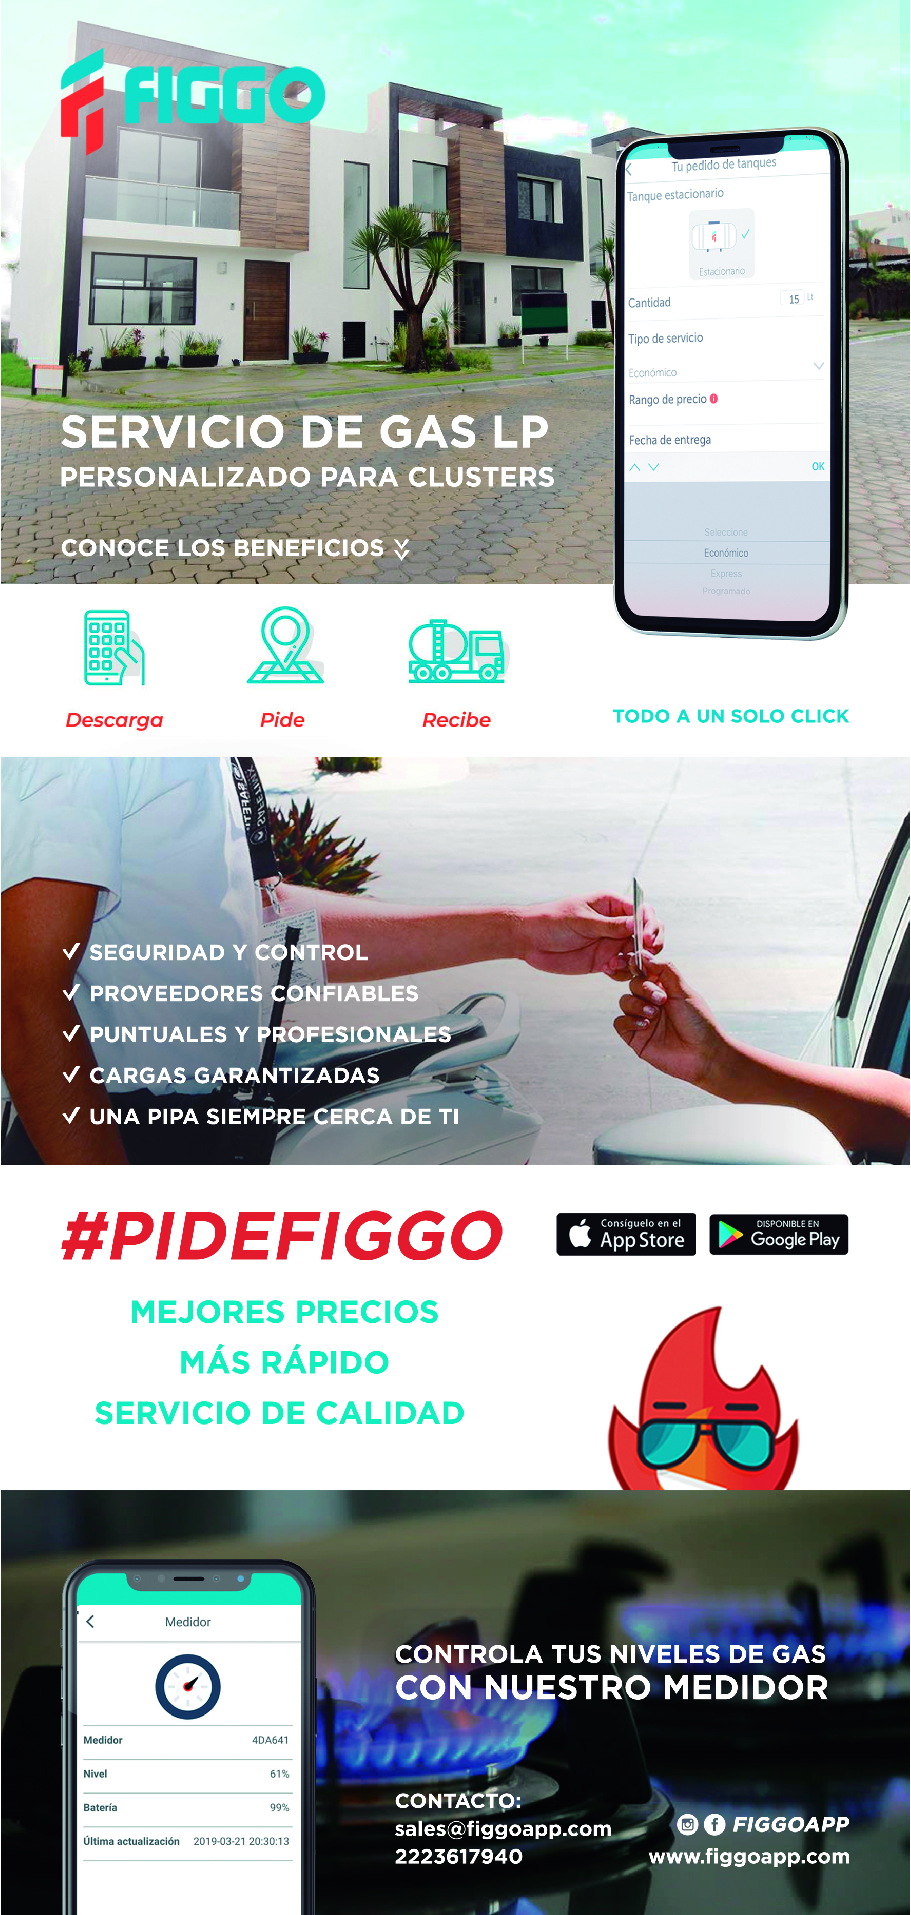 FIGGO
Tu pedido de tanques
Tanque estacionario
Estacionario
Cantidad 15 Lt
Tipo de servicio
Económico
Rango de precio
Fecha de entrega
OK
Seleccione
Económico
Express
Programado
SERVICIO DE GAS LP
PERSONALIZADO PARA CLUSTERS
CONOCE LOS BENEFICIOS
Descarga
Pide
Recibe
TODO A UN SOLO CLICK
✓ SEGURIDAD Y CONTROL
✓ PROVEEDORES CONFIABLES
✓ PUNTUALES Y PROFESIONALES
✓ CARGAS GARANTIZADAS
✓ UNA PIPA SIEMPRE CERCA DE TI
#PIDEFIGGO
Consíguelo en el
App Store
DISPONIBLE EN
Google Play
MEJORES PRECIOS
MÁS RÁPIDO
SERVICIO DE CALIDAD
Medidor
Medidor 4DA641
Nivel 61%
Batería 99%
Última actualización 2019-03-21 20:30:13
CONTROLA TUS NIVELES DE GAS
CON NUESTRO MEDIDOR
CONTACTO:
sales@figgoapp.com
2223617940
FIGGOAPP
www.figgoapp.com